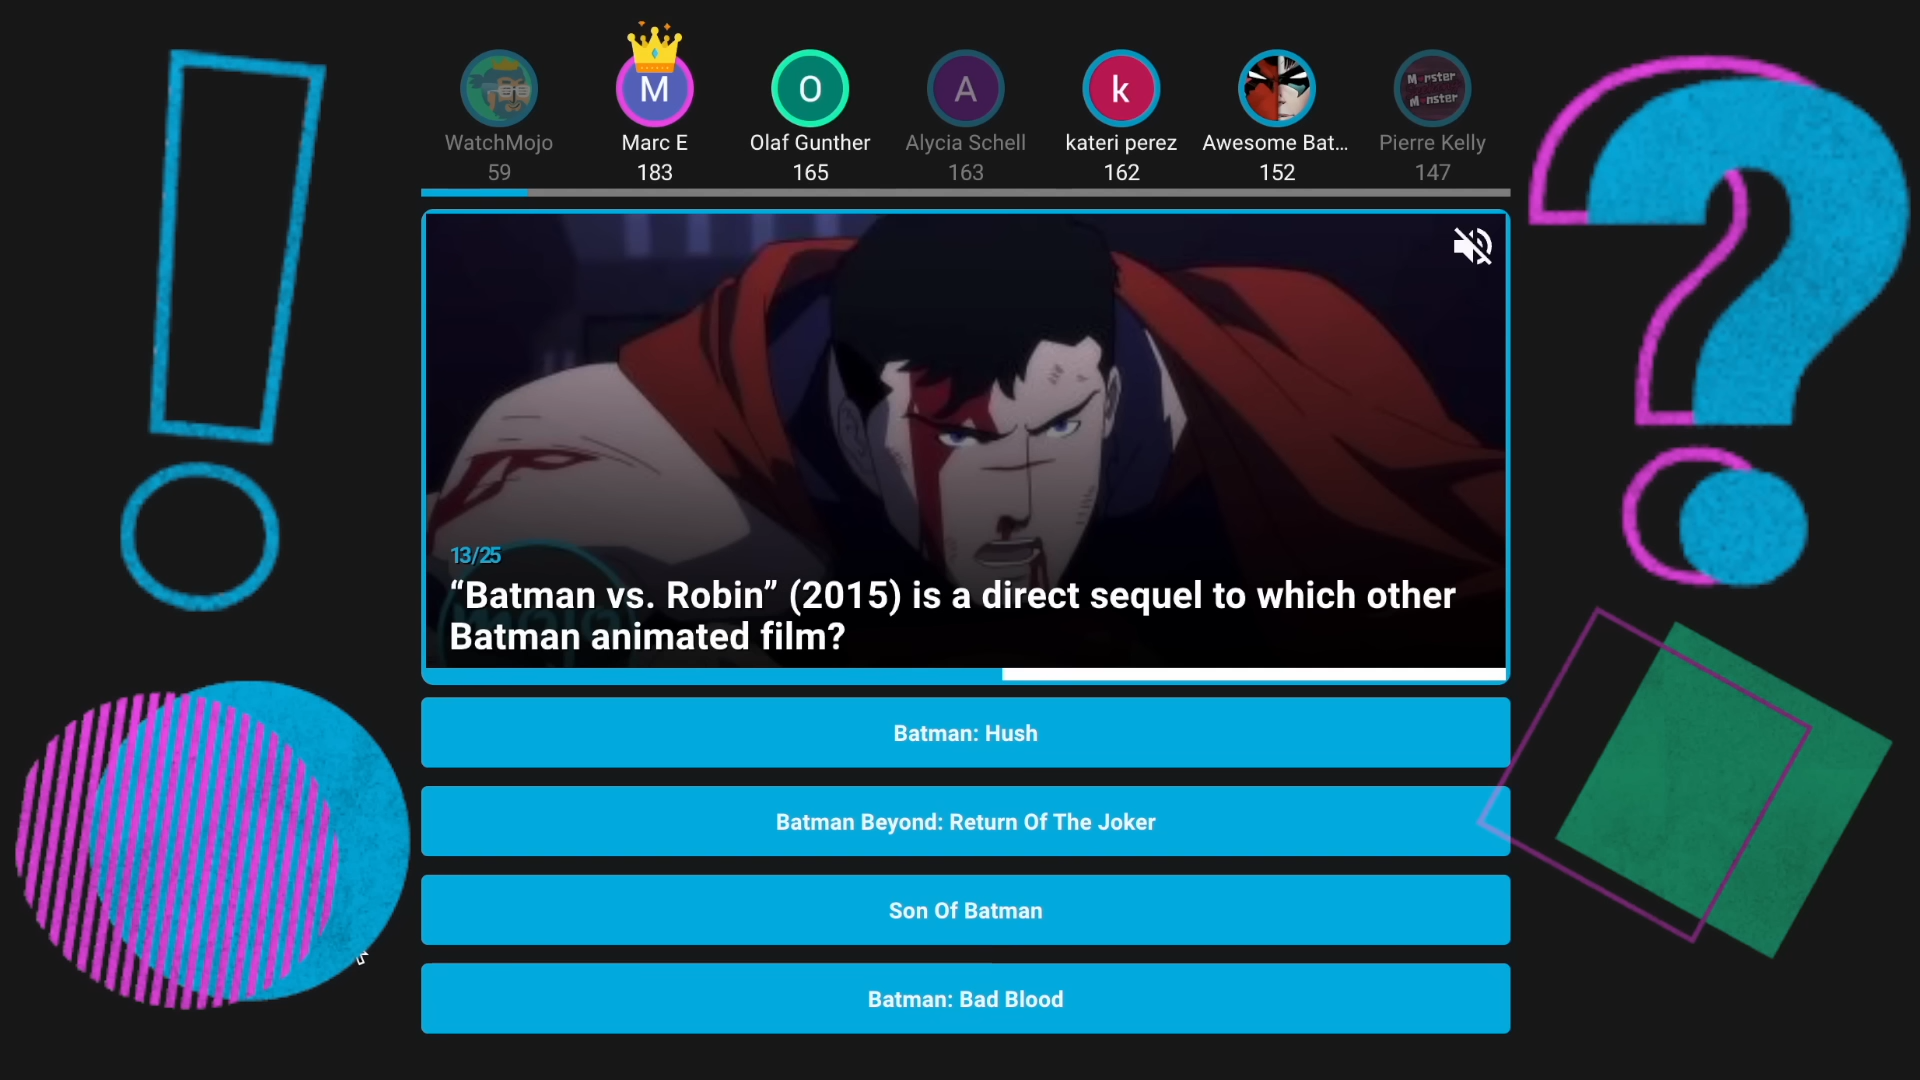 M
O
A
k
M nster
M nster
WatchMojo
Marc E
Olaf Gunther
Alycia Schell
kateri perez
Awesome Bat...
Pierre Kelly
59
183
165
163
162
152
147
13/25
“Batman vs. Robin” (2015) is a direct sequel to which other
Batman animated film?
Batman: Hush
Batman Beyond: Return Of The Joker
Son Of Batman
Batman: Bad Blood